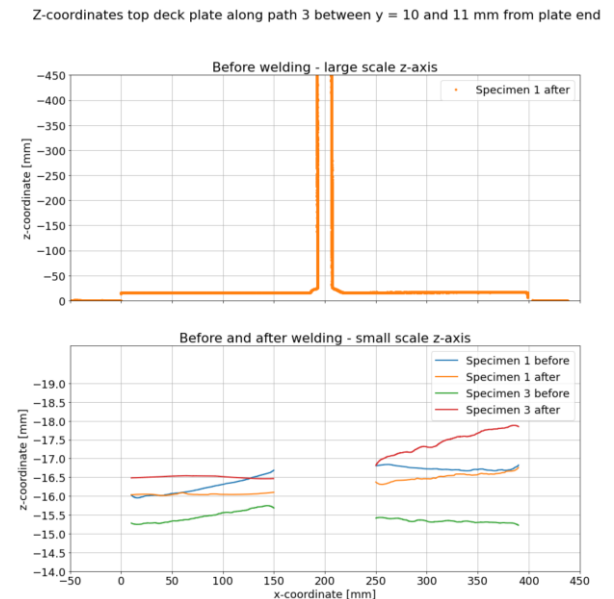 Z-coordinates top deck plate along path 3 between y = 10 and 11 mm from plate end
Before welding - large scale z-axis
−450
−400
−350
−300
−250
−200
−150
−100
−50
0
z-coordinate [mm]
Specimen 1 after
Before and after welding - small scale z-axis
−19.0
−18.5
−18.0
−17.5
−17.0
−16.5
−16.0
−15.5
−15.0
−14.5
−14.0
z-coordinate [mm]
Specimen 1 before
Specimen 1 after
Specimen 3 before
Specimen 3 after
−50 0 50 100 150 200 250 300 350 400 450
x-coordinate [mm]